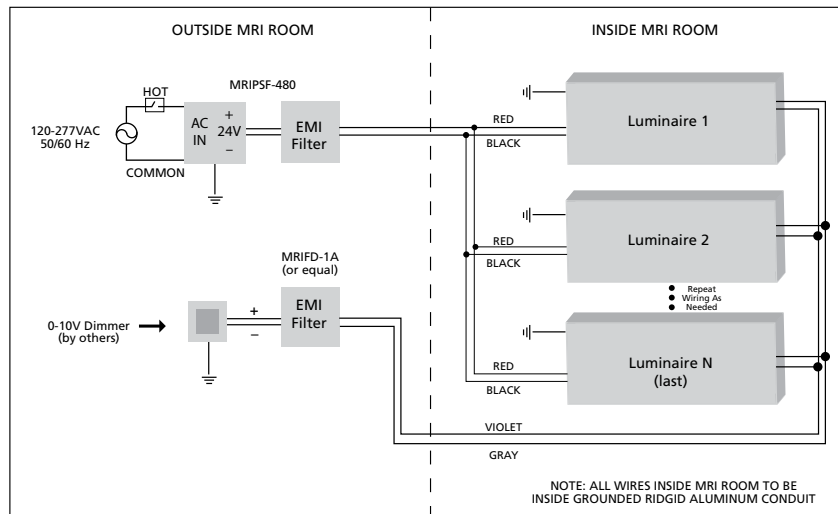 OUTSIDE MRI ROOM
INSIDE MRI ROOM
MRIPSF-480
HOT
120-277VAC
50/60 Hz
AC
IN
+
24V
–
EMI
Filter
COMMON
RED
BLACK
Luminaire 1
RED
BLACK
Luminaire 2
Repeat
Wiring As
Needed
MRIFD-1A
(or equal)
0-10V Dimmer
(by others)
+
–
EMI
Filter
RED
BLACK
Luminaire N
(last)
VIOLET
GRAY
NOTE: ALL WIRES INSIDE MRI ROOM TO BE
INSIDE GROUNDED RIDGID ALUMINUM CONDUIT